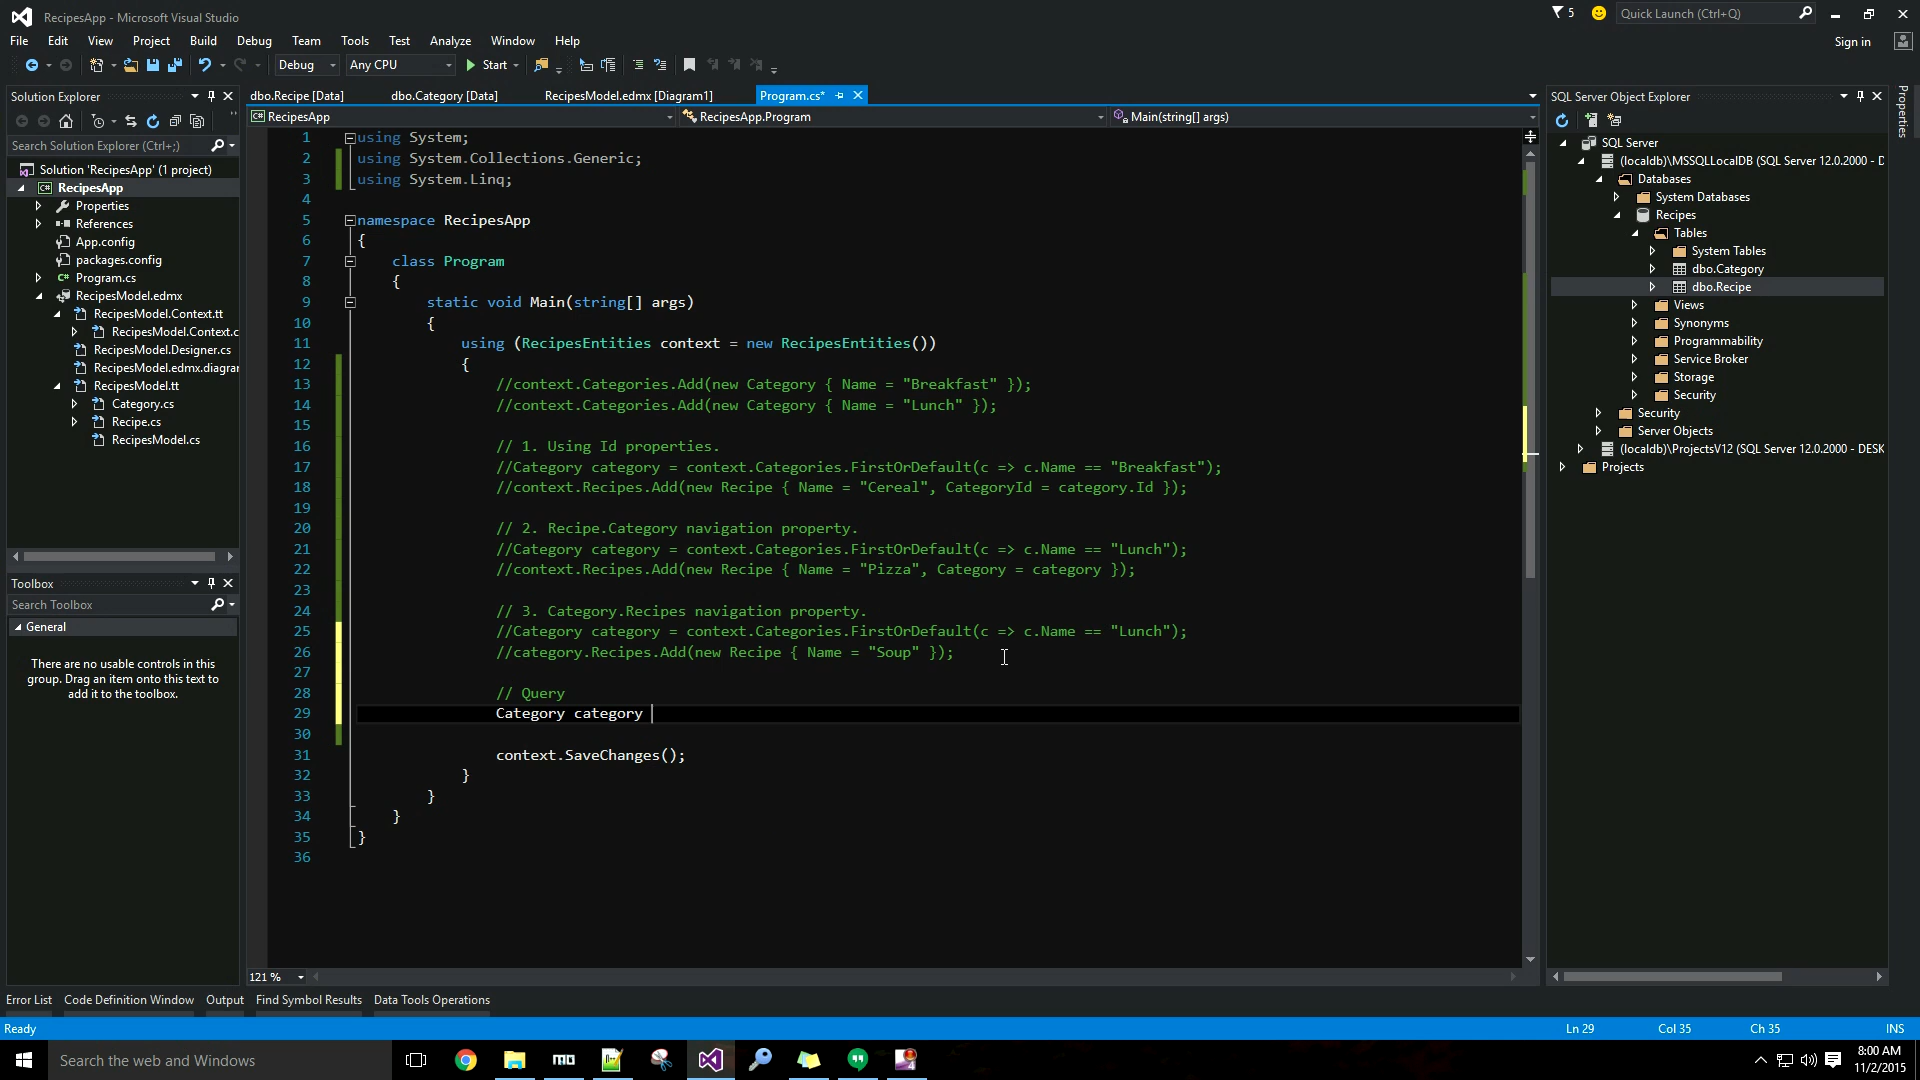 RecipesApp - Microsoft Visual Studio
5
Quick Launch (Ctrl+Q)
File Edit View Project Build Debug Team Tools Test Analyze Window Help
Sign in
Debug Any CPU Start
Solution Explorer
Search Solution Explorer (Ctrl+;)
Solution 'RecipesApp' (1 project)
RecipesApp
Properties
References
App.config
packages.config
Program.cs
RecipesModel.edmx
RecipesModel.Context.tt
RecipesModel.Context.c
RecipesModel.Designer.cs
RecipesModel.edmx.diagrar
RecipesModel.tt
Category.cs
Recipe.cs
RecipesModel.cs
Toolbox
Search Toolbox
General
There are no usable controls in this
group. Drag an item onto this text to
add it to the toolbox.
dbo.Recipe [Data] dbo.Category [Data] RecipesModel.edmx [Diagram1] Program.cs*
RecipesApp RecipesApp.Program Main(string[] args)
1 using System;
2 using System.Collections.Generic;
3 using System.Linq;
4
5 namespace RecipesApp
6 {
7 class Program
8 {
9 static void Main(string[] args)
10 {
11 using (RecipesEntities context = new RecipesEntities())
12 {
13 //context.Categories.Add(new Category { Name = "Breakfast" });
14 //context.Categories.Add(new Category { Name = "Lunch" });
15
16 // 1. Using Id properties.
17 //Category category = context.Categories.FirstOrDefault(c => c.Name == "Breakfast");
18 //context.Recipes.Add(new Recipe { Name = "Cereal", CategoryId = category.Id });
19
20 // 2. Recipe.Category navigation property.
21 //Category category = context.Categories.FirstOrDefault(c => c.Name == "Lunch");
22 //context.Recipes.Add(new Recipe { Name = "Pizza", Category = category });
23
24 // 3. Category.Recipes navigation property.
25 //Category category = context.Categories.FirstOrDefault(c => c.Name == "Lunch");
26 //category.Recipes.Add(new Recipe { Name = "Soup" });
27
28 // Query
29 Category category
30
31 context.SaveChanges();
32 }
33 }
34 }
35 }
36
121 %
SQL Server Object Explorer
SQL Server
(localdb)\MSSQLLocalDB (SQL Server 12.0.2000 - D
Databases
System Databases
Recipes
Tables
System Tables
dbo.Category
dbo.Recipe
Views
Synonyms
Programmability
Service Broker
Storage
Security
Security
Server Objects
(localdb)\ProjectsV12 (SQL Server 12.0.2000 - DESK
Projects
Properties
Error List Code Definition Window Output Find Symbol Results Data Tools Operations
Ready Ln 29 Col 35 Ch 35 INS
Search the web and Windows
8:00 AM
11/2/2015